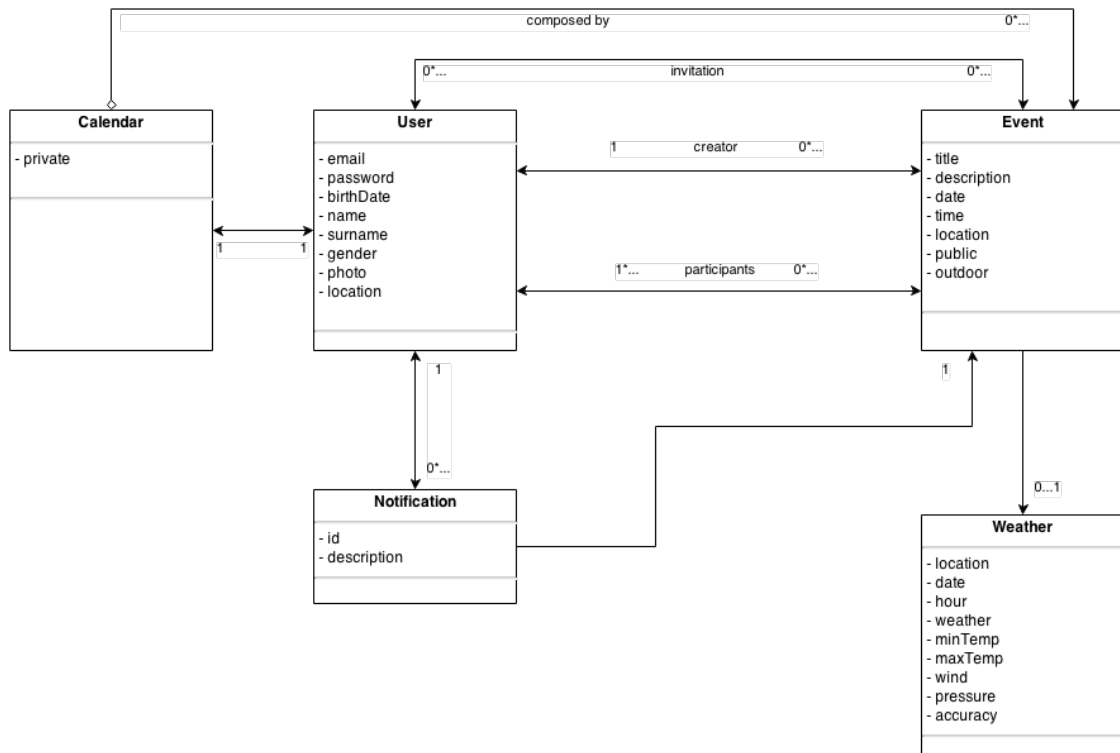 composed by 0*...
0*... invitation 0*...
Calendar
- private
User
- email
- password
- birthDate
- name
- surname
- gender
- photo
- location
Event
- title
- description
- date
- time
- location
- public
- outdoor
1 creator 0*...
1 1
1*... participants 0*...
1
0*...
1
Notification
- id
- description
0...1
Weather
- location
- date
- hour
- weather
- minTemp
- maxTemp
- wind
- pressure
- accuracy